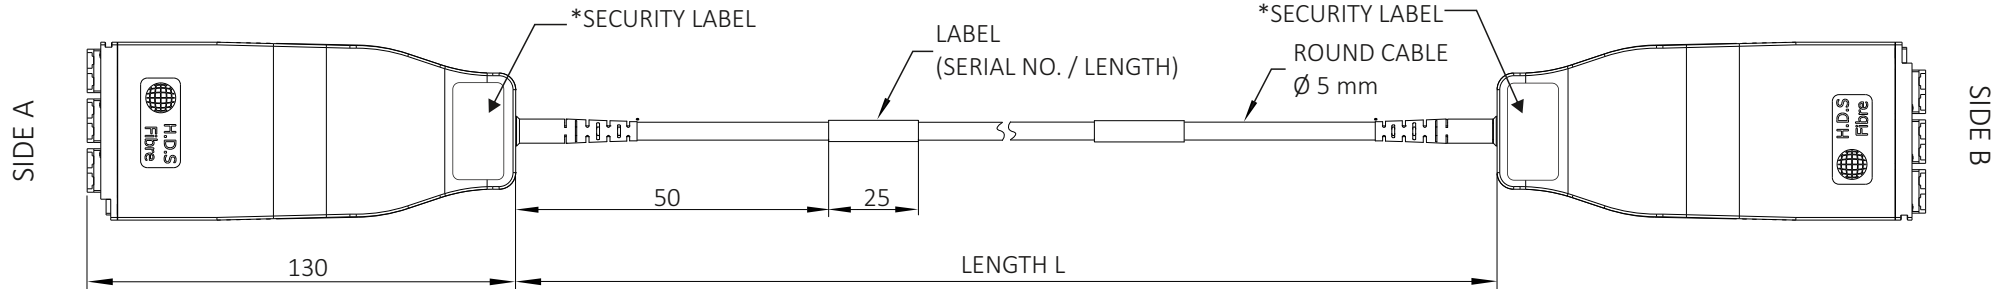 *SECURITY LABEL
*SECURITY LABEL
LABEL
(SERIAL NO. / LENGTH)
ROUND CABLE
Ø 5 mm
SIDE A
H.D.S
Fibre
H.D.S
Fibre
SIDE B
50
25
130
LENGTH L